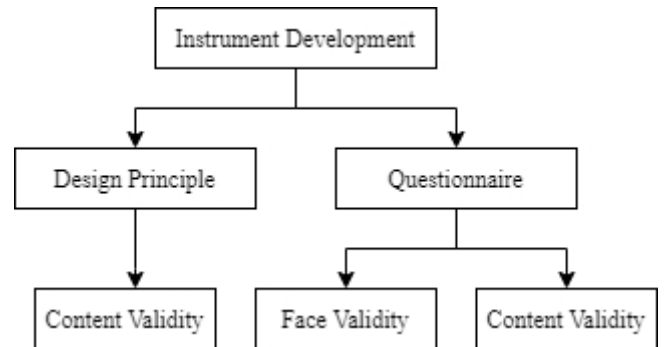 Instrument Development
Design Principle
Questionnaire
Content Validity
Face Validity
Content Validity